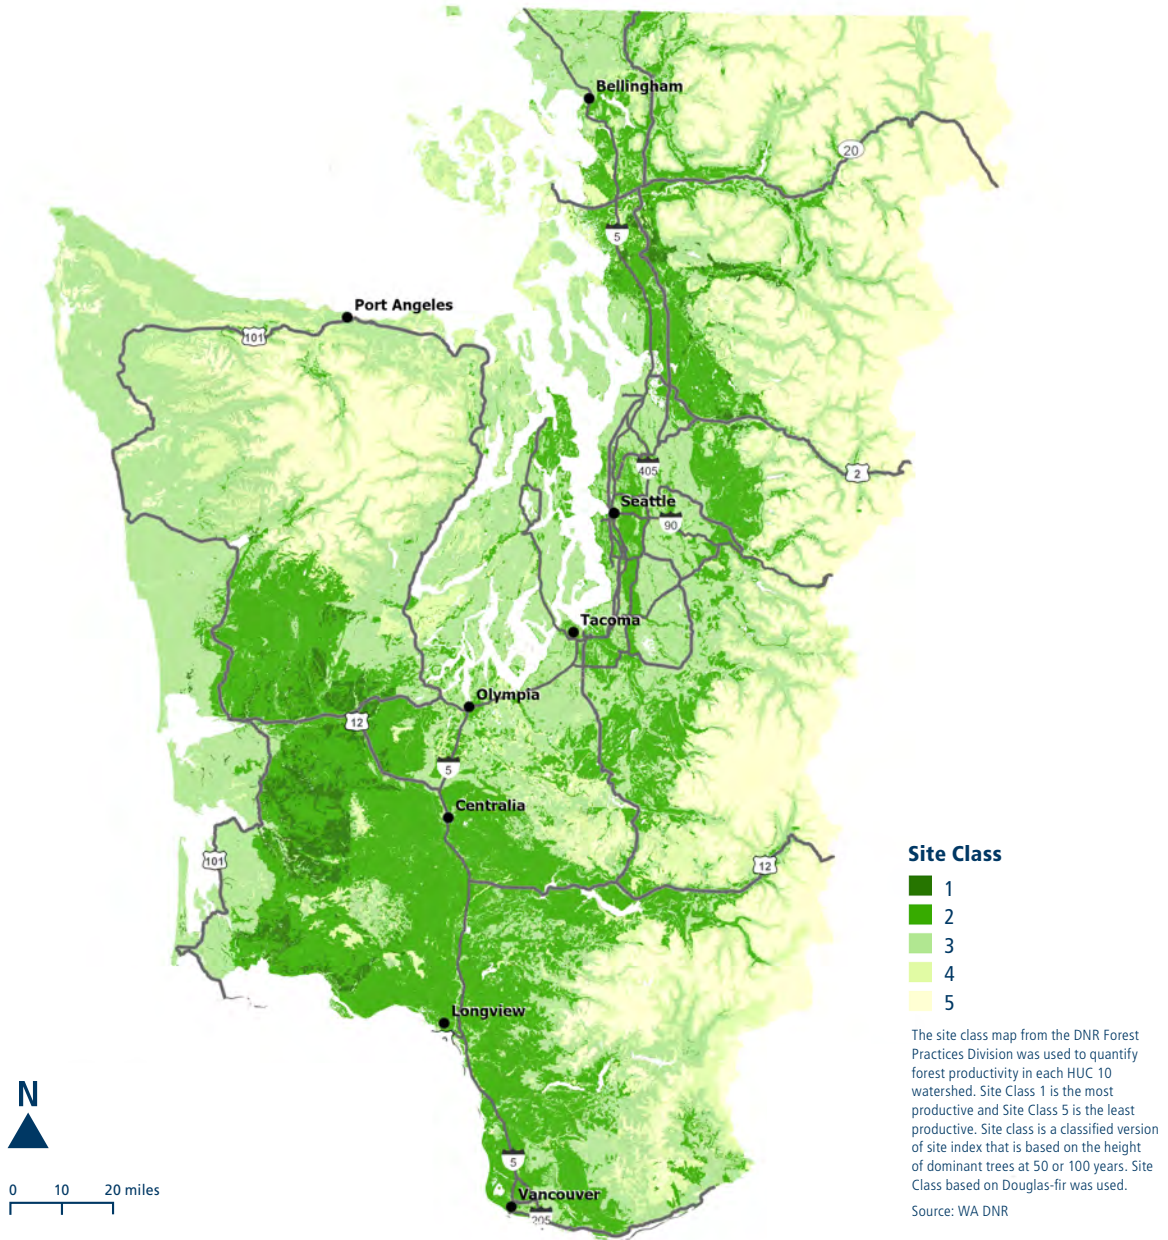 Bellingham
20
5
Port Angeles
101
405
2
Seattle
90
Tacoma
Olympia
12
5
Centralia
101
12
Site Class
1
2
3
4
5
The site class map from the DNR Forest
Practices Division was used to quantify
forest productivity in each HUC 10
watershed. Site Class 1 is the most
productive and Site Class 5 is the least
productive. Site class is a classified version
of site index that is based on the height
of dominant trees at 50 or 100 years. Site
Class based on Douglas-fir was used.
Source: WA DNR
Longview
N
5
0 10 20 miles
Vancouver
205